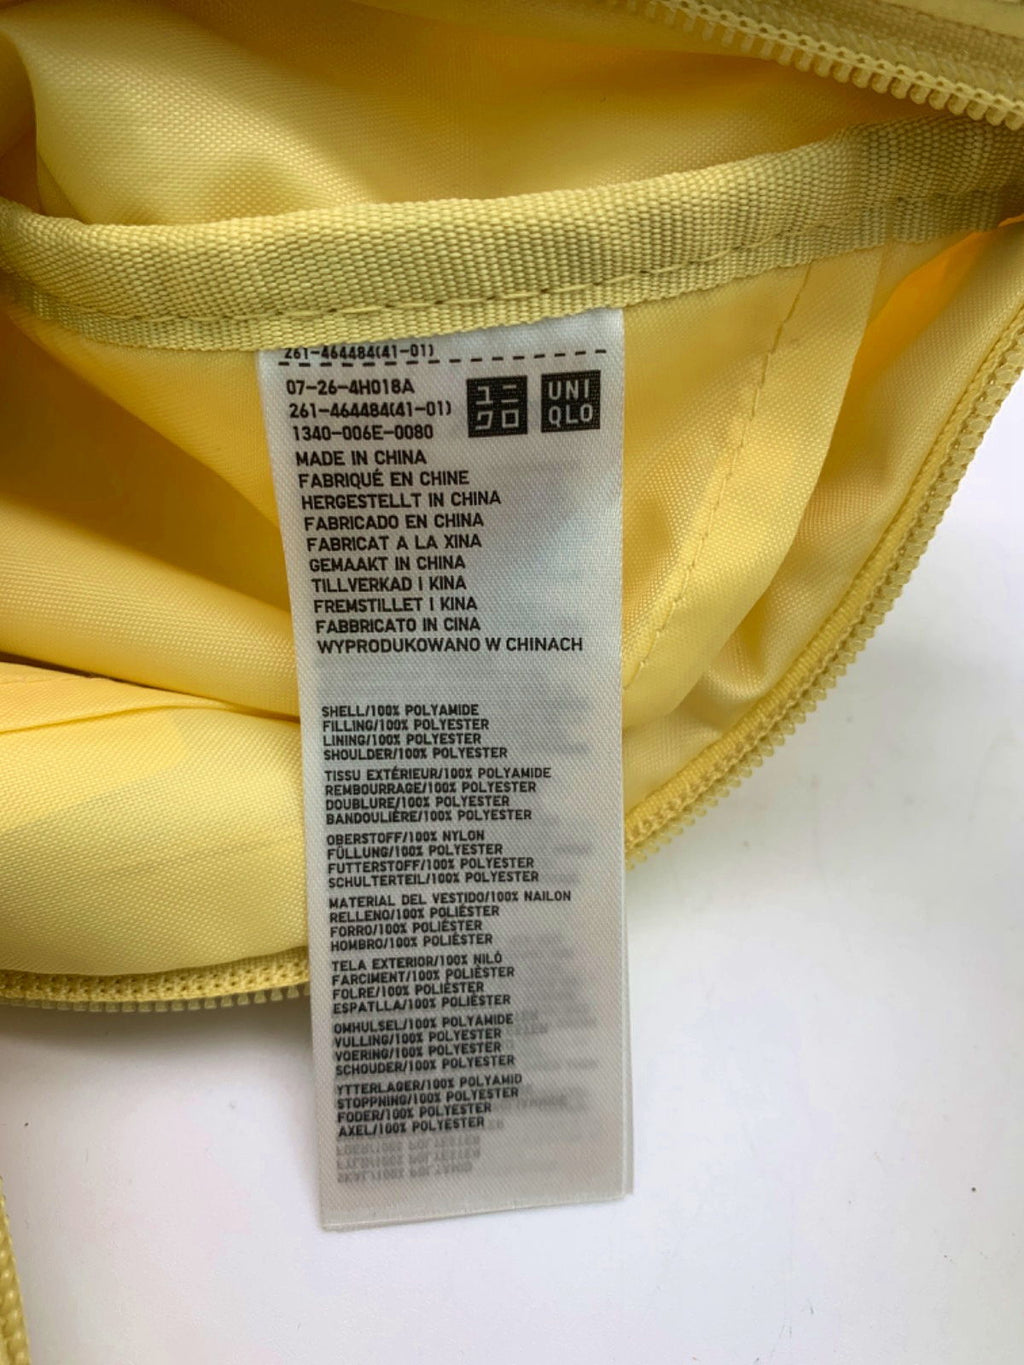 261-464484(41-01)
07-26-4H018A
261-464484(41-01)
1340-006E-0080
ユニ
クロ
UNI
QLO
MADE IN CHINA
FABRIQUÉ EN CHINE
HERGESTELLT IN CHINA
FABRICADO EN CHINA
FABRICAT A LA XINA
GEMAAKT IN CHINA
TILLVERKAD I KINA
FREMSTILLET I KINA
FABBRICATO IN CINA
WYPRODUKOWANO W CHINACH
SHELL/100% POLYAMIDE
FILLING/100% POLYESTER
LINING/100% POLYESTER
SHOULDER/100% POLYESTER
TISSU EXTÉRIEUR/100% POLYAMIDE
REMBOURRAGE/100% POLYESTER
DOUBLURE/100% POLYESTER
BANDOULIÈRE/100% POLYESTER
OBERSTOFF/100% NYLON
FÜLLUNG/100% POLYESTER
FUTTERSTOFF/100% POLYESTER
SCHULTERTEIL/100% POLYESTER
MATERIAL DEL VESTIDO/100% NAILON
RELLENO/100% POLIÉSTER
FORRO/100% POLIÉSTER
HOMBRO/100% POLIÉSTER
TELA EXTERIOR/100% NILÓ
FARCIMENT/100% POLIÈSTER
FOLRE/100% POLIÈSTER
ESPATLLA/100% POLIÈSTER
OMHULSEL/100% POLYAMIDE
VULLING/100% POLYESTER
VOERING/100% POLYESTER
SCHOUDER/100% POLYESTER
YTTERLAGER/100% POLYAMID
STOPPNING/100% POLYESTER
FODER/100% POLYESTER
AXEL/100% POLYESTER